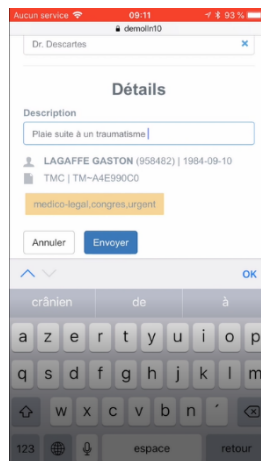 Aucun service 09:11 93 %
demolin10
Dr. Descartes ×
Détails
Description
Plaie suite à un traumatisme
LAGAFFE GASTON (958482) | 1984-09-10
TMC | TM~A4E990C0
medico-legal,congres,urgent
Annuler Envoyer
OK
crânien de à
a z e r t y u i o p
q s d f g h j k l m
w x c v b n ´
123 espace retour